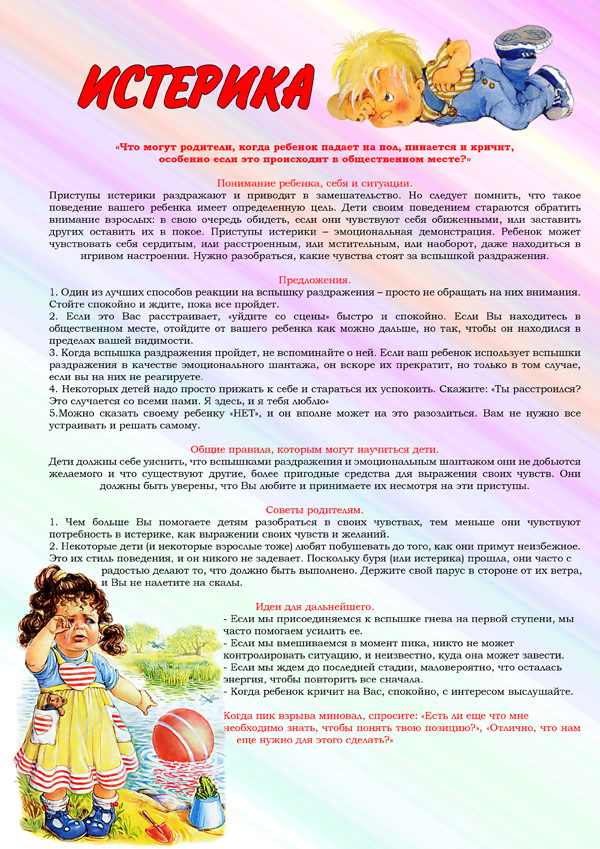 ИСТЕРИКА
«Что могут родители, когда ребенок падает на пол, пинается и кричит,
особенно если это происходит в общественном месте?»
Понимание ребенка, себя и ситуации.
Приступы истерики раздражают и приводят в замешательство. Но следует помнить, что такое
поведение вашего ребенка имеет определенную цель. Дети своим поведением стараются обратить
внимание взрослых: в свою очередь обидеть, если они чувствуют себя обиженными, или заставить
других оставить их в покое. Приступы истерики – эмоциональная демонстрация. Ребенок может
чувствовать себя сердитым, или расстроенным, или мстительным, или наоборот, даже находиться в
игривом настроении. Нужно разобраться, какие чувства стоят за вспышкой раздражения.
Предложения.
1. Один из лучших способов реакции на вспышку раздражения – просто не обращать на них внимания.
Стойте спокойно и ждите, пока все пройдет.
2. Если это Вас расстраивает, «уйдите со сцены» быстро и спокойно. Если Вы находитесь в
общественном месте, отойдите от вашего ребенка как можно дальше, но так, чтобы он находился в
пределах вашей видимости.
3. Когда вспышка раздражения пройдет, не вспоминайте о ней. Если ваш ребенок использует вспышки
раздражения в качестве эмоционального шантажа, он вскоре их прекратит, но только в том случае,
если вы на них не реагируете.
4. Некоторых детей надо просто прижать к себе и стараться их успокоить. Скажите: «Ты расстроился?
Это случается со всеми нами. Я здесь, и я тебя люблю»
5.Можно сказать своему ребенку «НЕТ», и он вполне может на это разозлиться. Вам не нужно все
устраивать и решать самому.
Общие правила, которым могут научиться дети.
Дети должны себе уяснить, что вспышками раздражения и эмоциональным шантажом они не добьются
желаемого и что существуют другие, более пригодные средства для выражения своих чувств. Они
должны быть уверены, что Вы любите и принимаете их несмотря на эти приступы.
Советы родителям.
1. Чем больше Вы помогаете детям разобраться в своих чувствах, тем меньше они чувствуют
потребность в истерике, как выражении своих чувств и желаний.
2. Некоторые дети (и некоторые взрослые тоже) любят побушевать до того, как они примут неизбежное.
Это их стиль поведения, и он никого не задевает. Поскольку буря (или истерика) прошла, они часто с
радостью делают то, что должно быть выполнено. Держите свой парус в стороне от их ветра,
и Вы не налетите на скалы.
Идеи для дальнейшего.
- Если мы присоединяемся к вспышке гнева на первой ступени, мы
часто помогаем усилить ее.
- Если мы вмешиваемся в момент пика, никто не может
контролировать ситуацию, и неизвестно, куда она может завести.
- Если мы ждем до последней стадии, маловероятно, что осталась
энергия, чтобы повторить все сначала.
- Когда ребенок кричит на Вас, спокойно, с интересом выслушайте.
Когда пик взрыва миновал, спросите: «Есть ли еще что мне
необходимо знать, чтобы понять твою позицию?», «Отлично, что нам
еще нужно для этого сделать?»